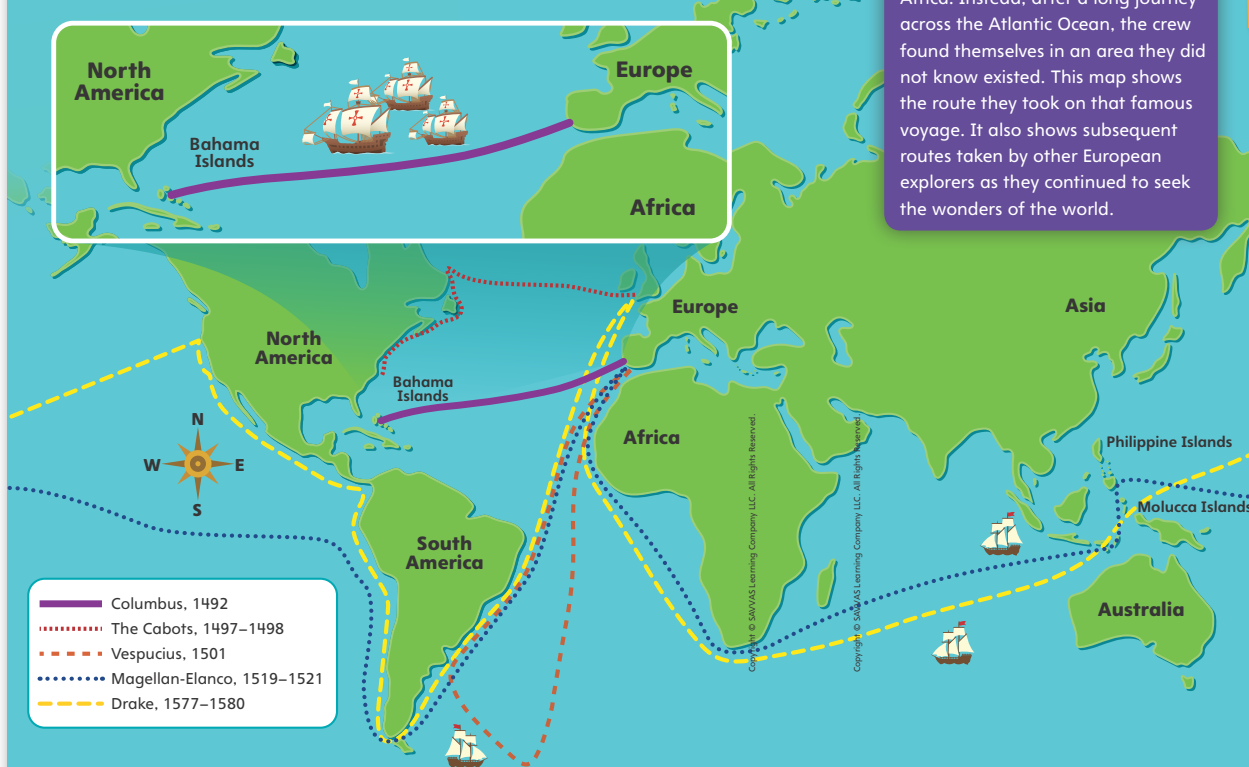 Africa. Instead, after a long journey
across the Atlantic Ocean, the crew
found themselves in an area they did
not know existed. This map shows
the route they took on that famous
voyage. It also shows subsequent
routes taken by other European
explorers as they continued to seek
the wonders of the world.
North
America
Europe
Bahama
Islands
Africa
Europe
Asia
North
America
Bahama
Islands
Africa
N
W
E
S
Philippine Islands
Molucca Islands
South
America
Australia
Columbus, 1492
The Cabots, 1497–1498
Vespucius, 1501
Magellan-Elanco, 1519–1521
Drake, 1577–1580
Copyright © SAVVAS Learning Company LLC. All Rights Reserved.
Copyright © SAVVAS Learning Company LLC. All Rights Reserved.